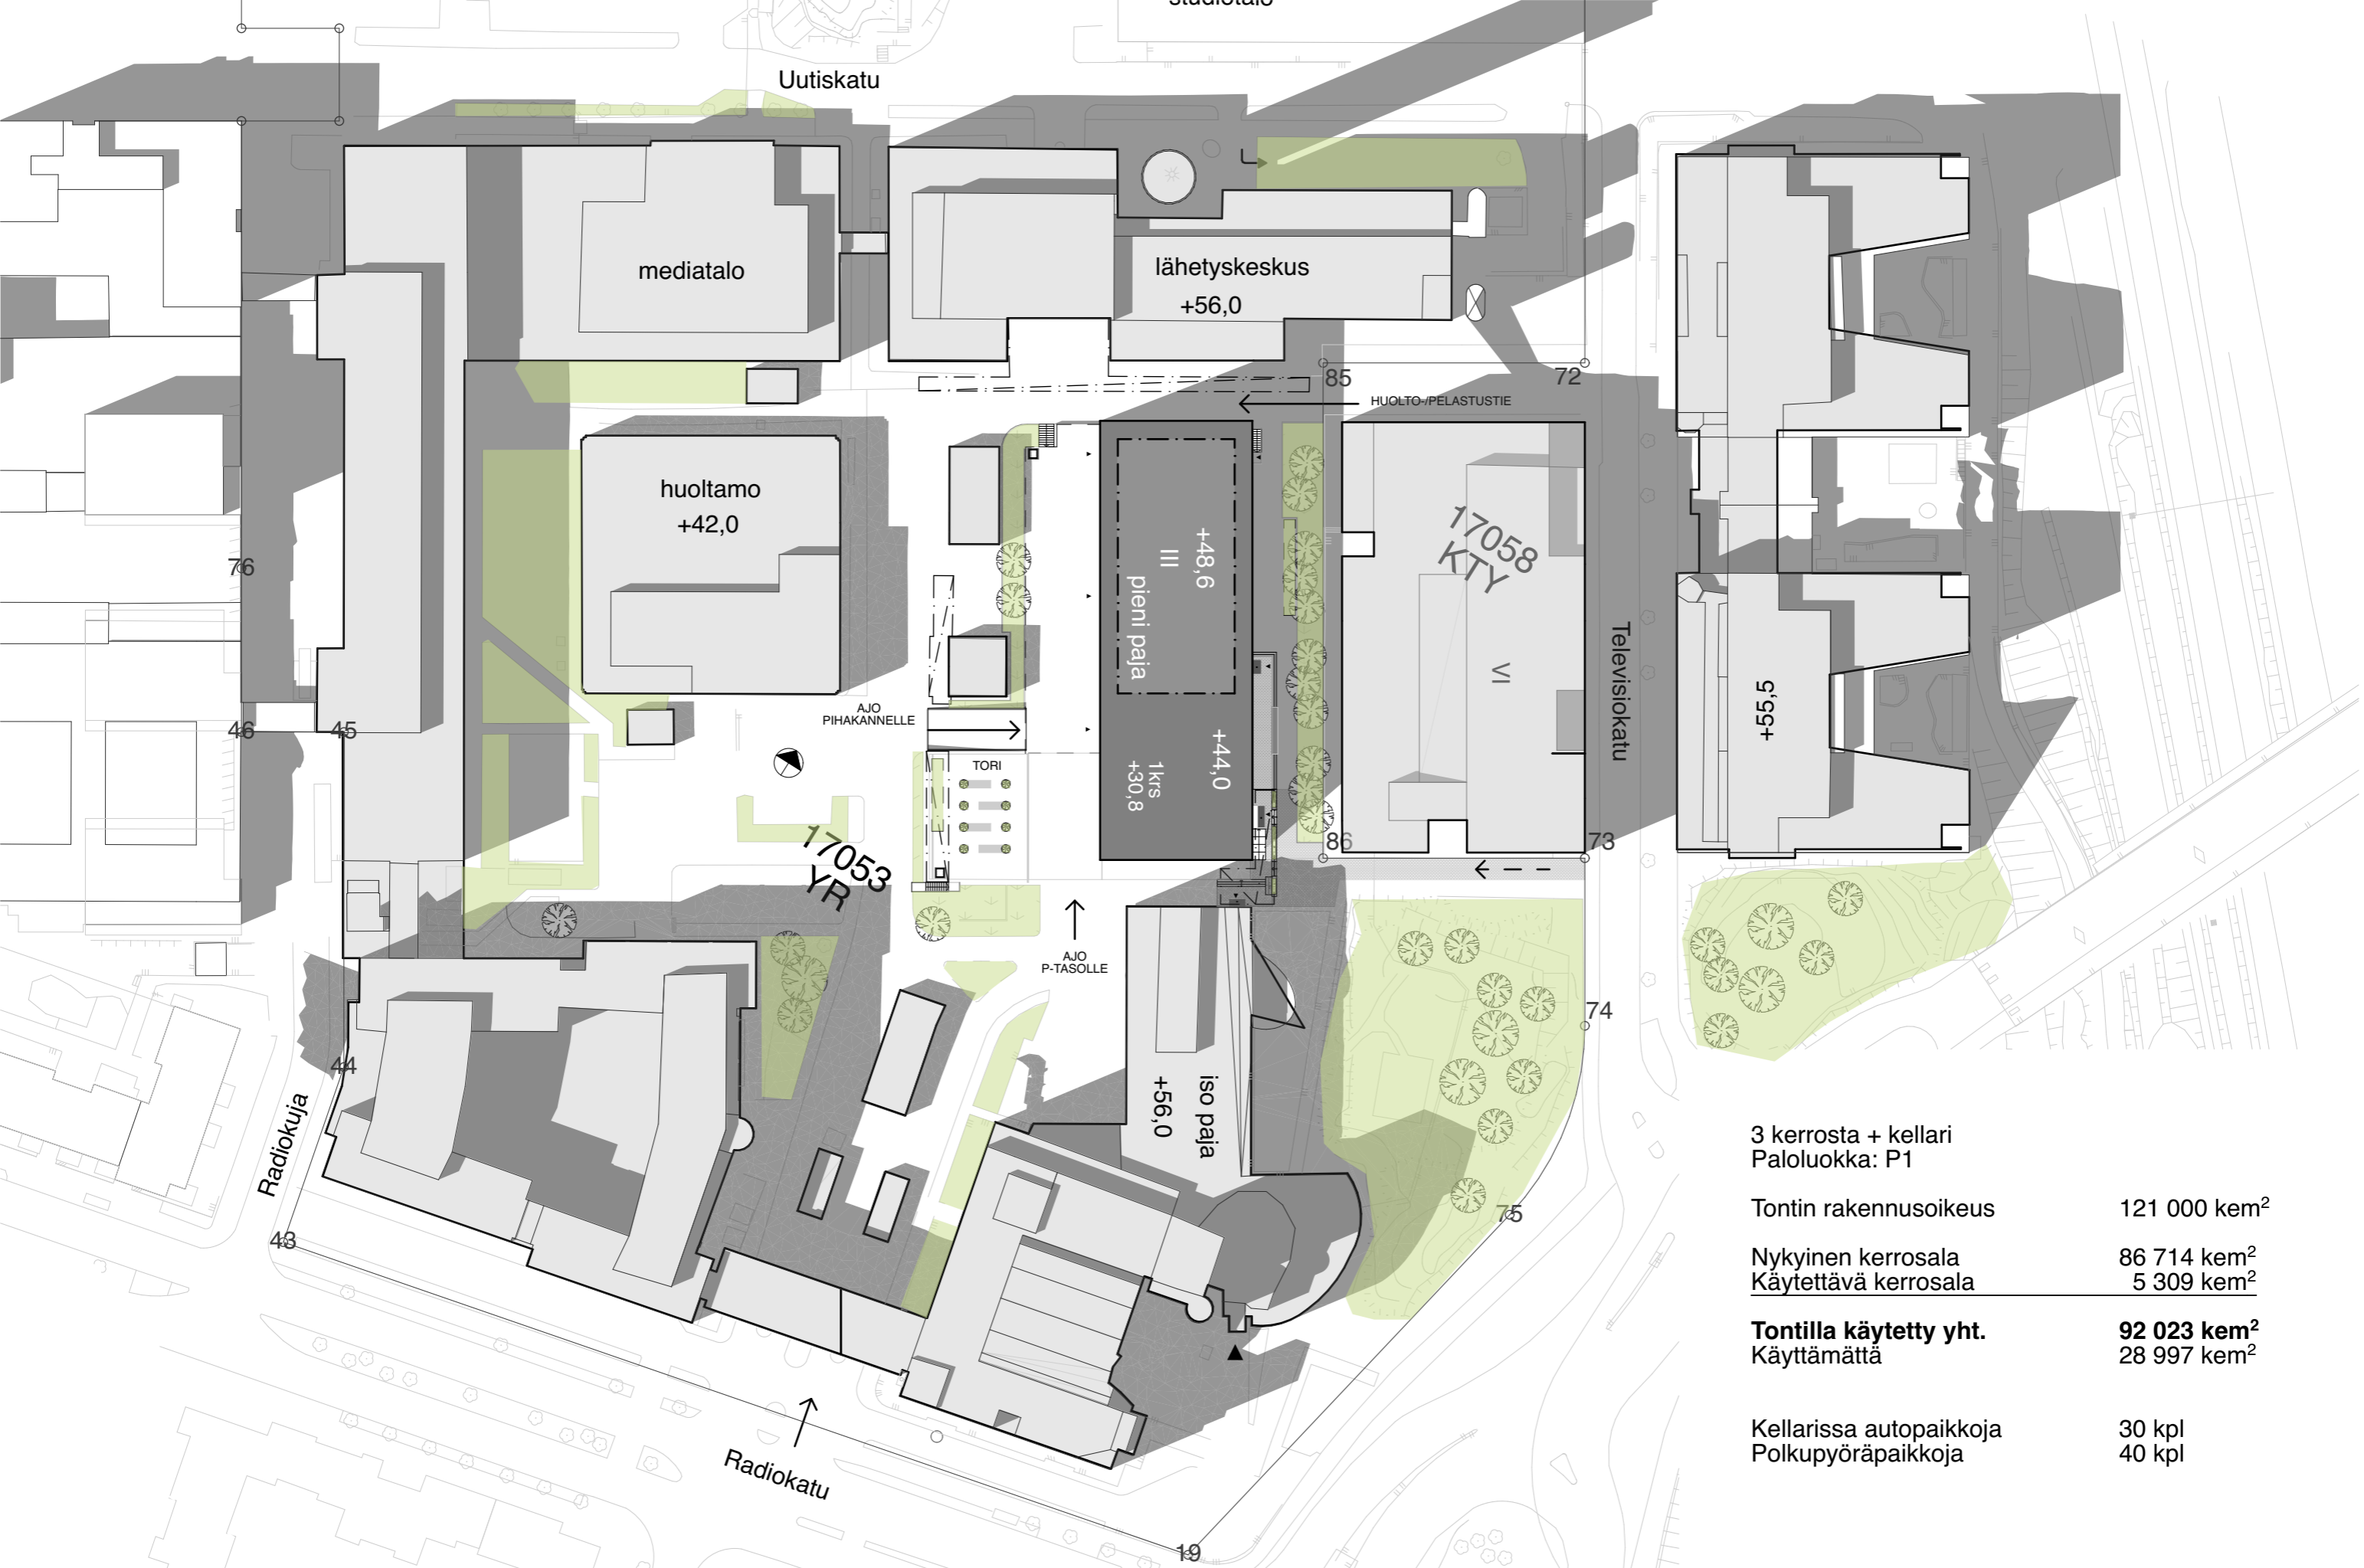 Uutiskatu
mediatalo
lähetyskeskus
+56,0
85
72
HUOLTO-/PELASTUSTIE
huoltamo
+42,0
76
+48,6
III
pieni paja
17058
KTY
VI
Televisiokatu
+55,5
46
45
AJO
PIHAKANNELLE
TORI
+44,0
1krs
+30,8
86
73
17053
YR
AJO
P-TASOLLE
74
44
Radiokuja
iso paja
+56,0
75
43
Radiokatu
19
3 kerrosta + kellari
Paloluokka: P1
Tontin rakennusoikeus 121 000 kem²
Nykyinen kerrosala 86 714 kem²
Käytettävä kerrosala 5 309 kem²
Tontilla käytetty yht. 92 023 kem²
Käyttämättä 28 997 kem²
Kellarissa autopaikkoja 30 kpl
Polkupyöräpaikkoja 40 kpl